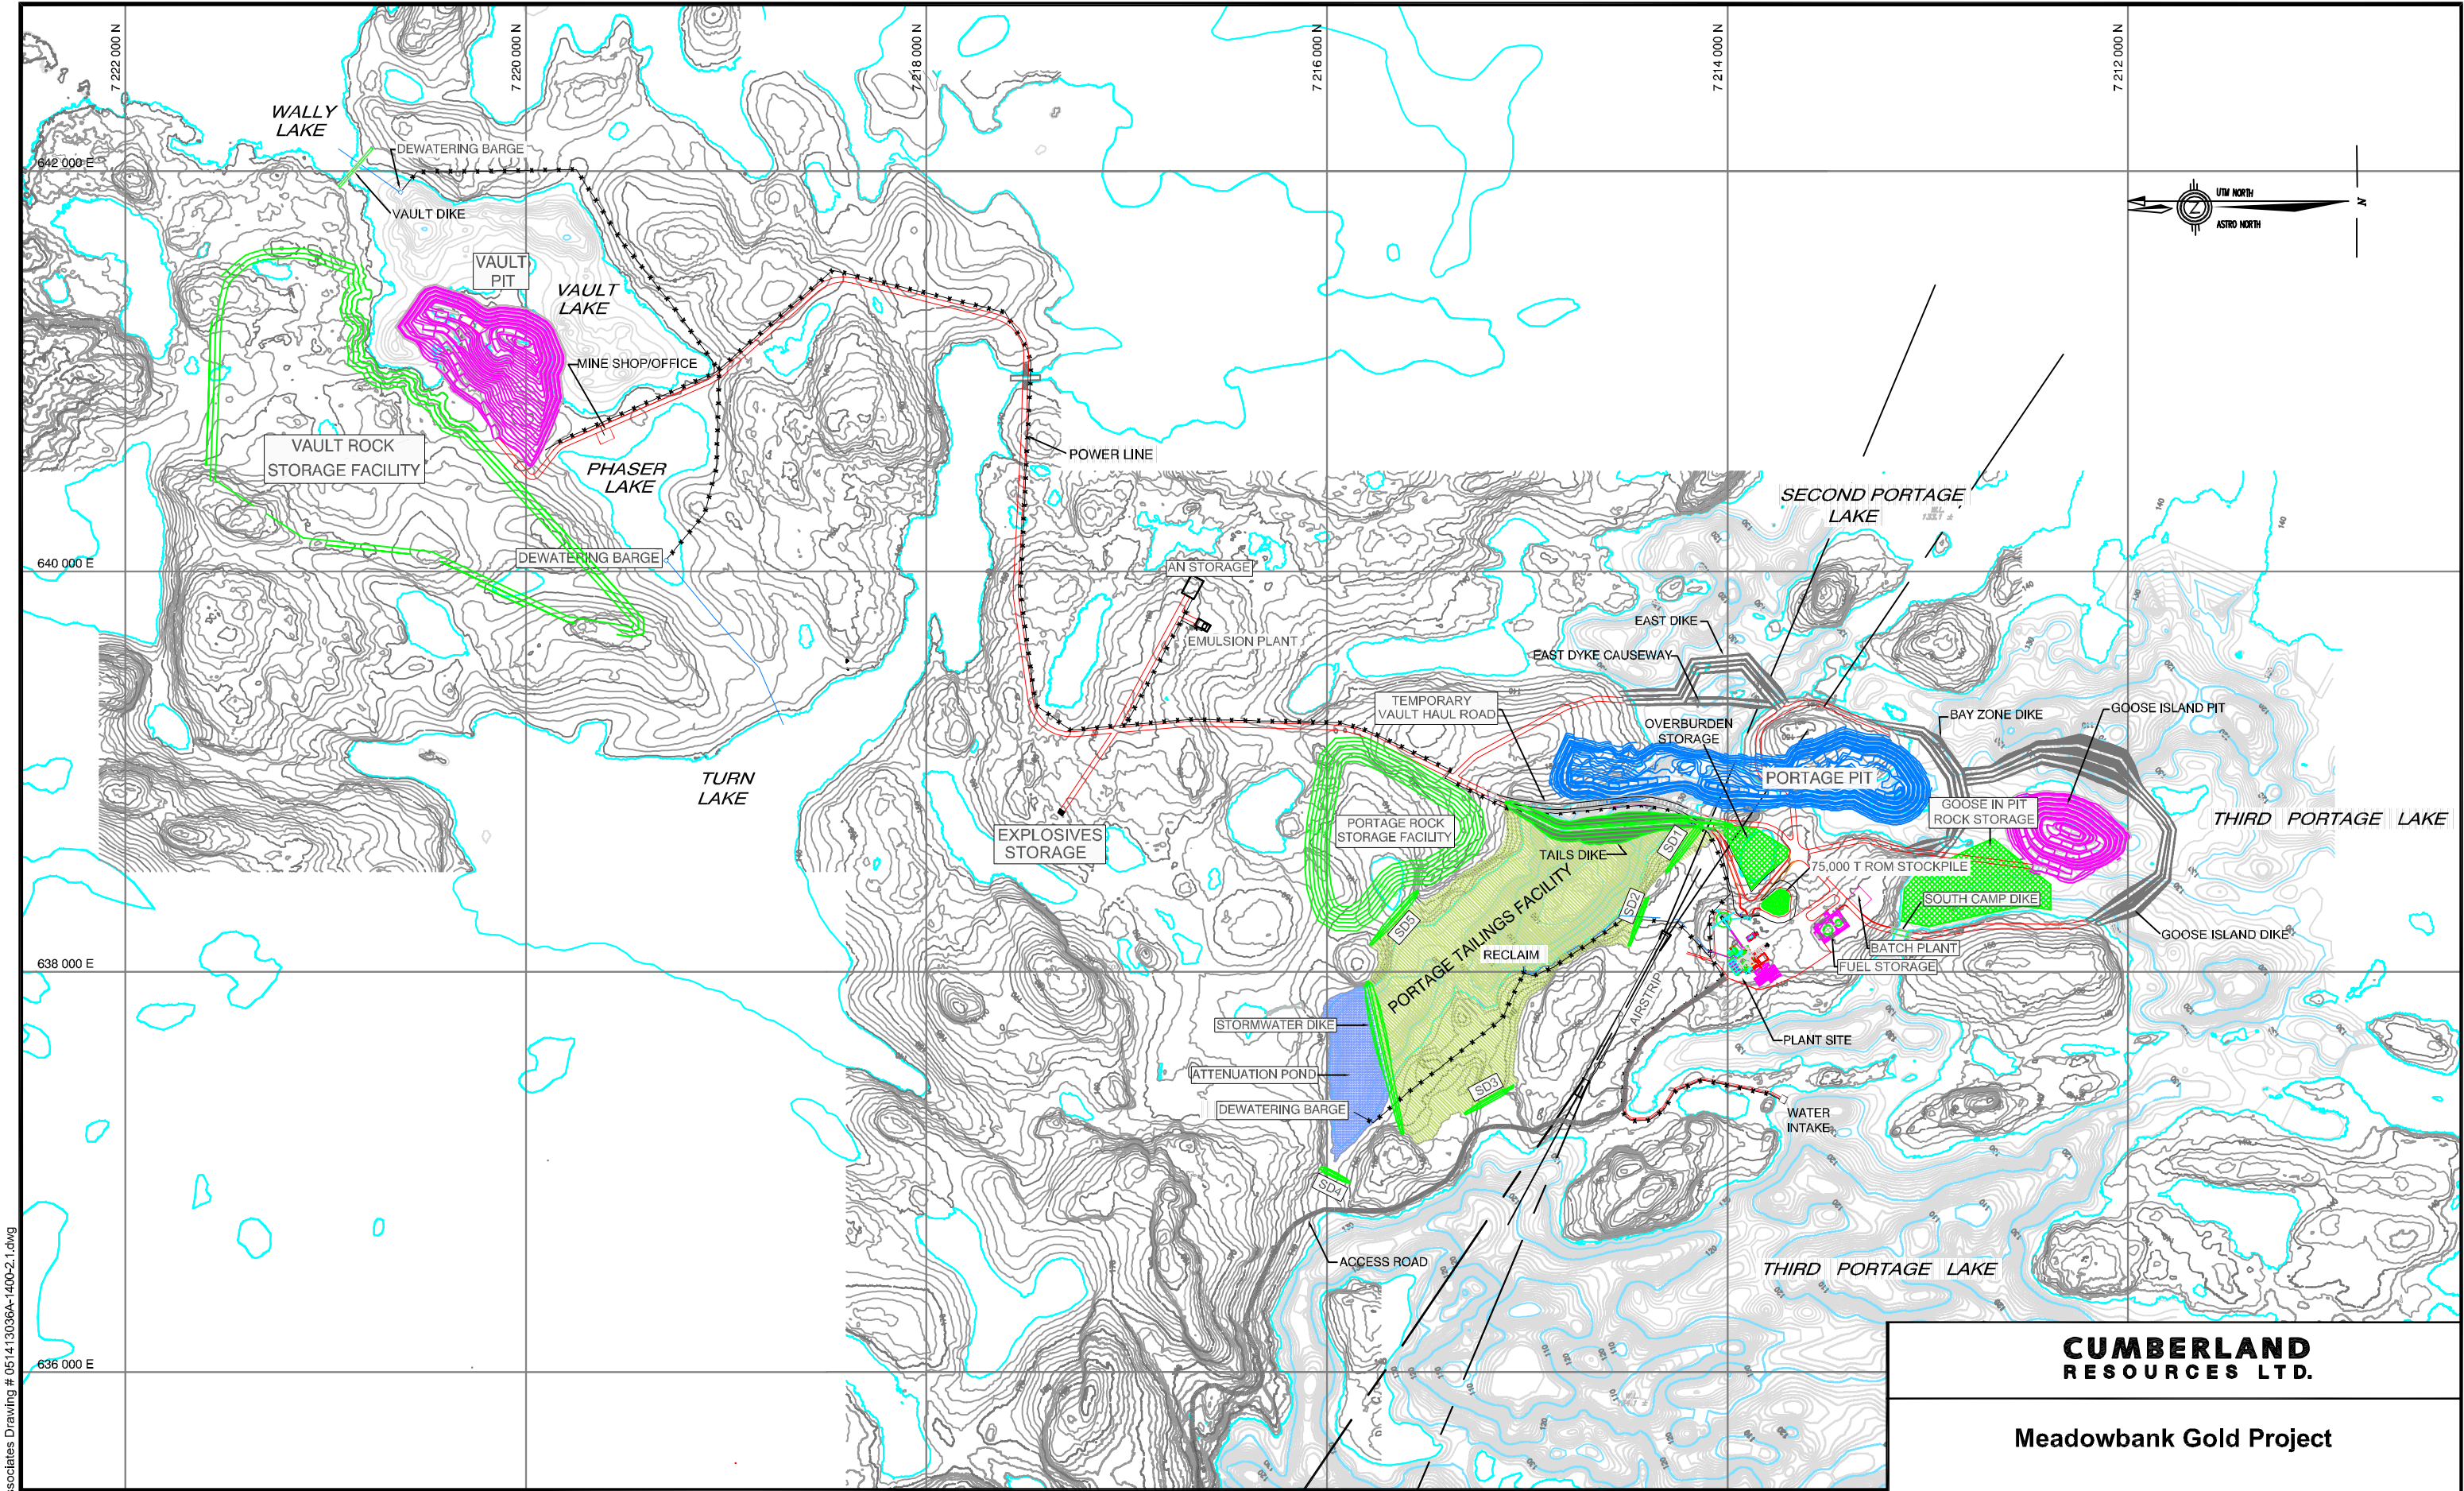 7 222 000 N
7 220 000 N
7 218 000 N
7 216 000 N
7 214 000 N
7 212 000 N
WALLY
LAKE
DEWATERING BARGE
642 000 E
VAULT DIKE
UTM NORTH
N
ASTRO NORTH
VAULT
PIT
VAULT
LAKE
MINE SHOP/OFFICE
VAULT ROCK
STORAGE FACILITY
PHASER
LAKE
POWER LINE
SECOND PORTAGE
LAKE
DEWATERING BARGE
640 000 E
AN STORAGE
EMULSION PLANT
EAST DIKE
EAST DYKE CAUSEWAY
TEMPORARY
VAULT HAUL ROAD
OVERBURDEN
STORAGE
BAY ZONE DIKE
GOOSE ISLAND PIT
TURN
LAKE
PORTAGE PIT
GOOSE IN PIT
ROCK STORAGE
THIRD PORTAGE LAKE
EXPLOSIVES
STORAGE
PORTAGE ROCK
STORAGE FACILITY
TAILS DIKE
SD1
75,000 T ROM STOCKPILE
SOUTH CAMP DIKE
SD2
SD5
PORTAGE TAILINGS FACILITY
RECLAIM
GOOSE ISLAND DIKE
BATCH PLANT
FUEL STORAGE
638 000 E
AIRSTRIP
STORMWATER DIKE
PLANT SITE
ATTENUATION POND
SD3
DEWATERING BARGE
WATER
INTAKE
SD4
ACCESS ROAD
THIRD PORTAGE LAKE
636 000 E
CUMBERLAND
RESOURCES LTD.
Meadowbank Gold Project
Drawing # 051413036A-1400-2.1.dwg